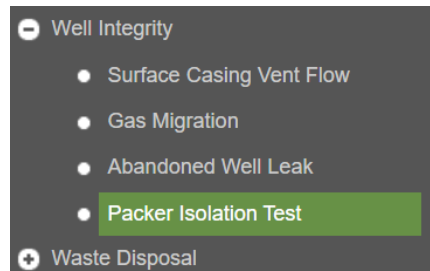 Well Integrity
Surface Casing Vent Flow
Gas Migration
Abandoned Well Leak
Packer Isolation Test
Waste Disposal